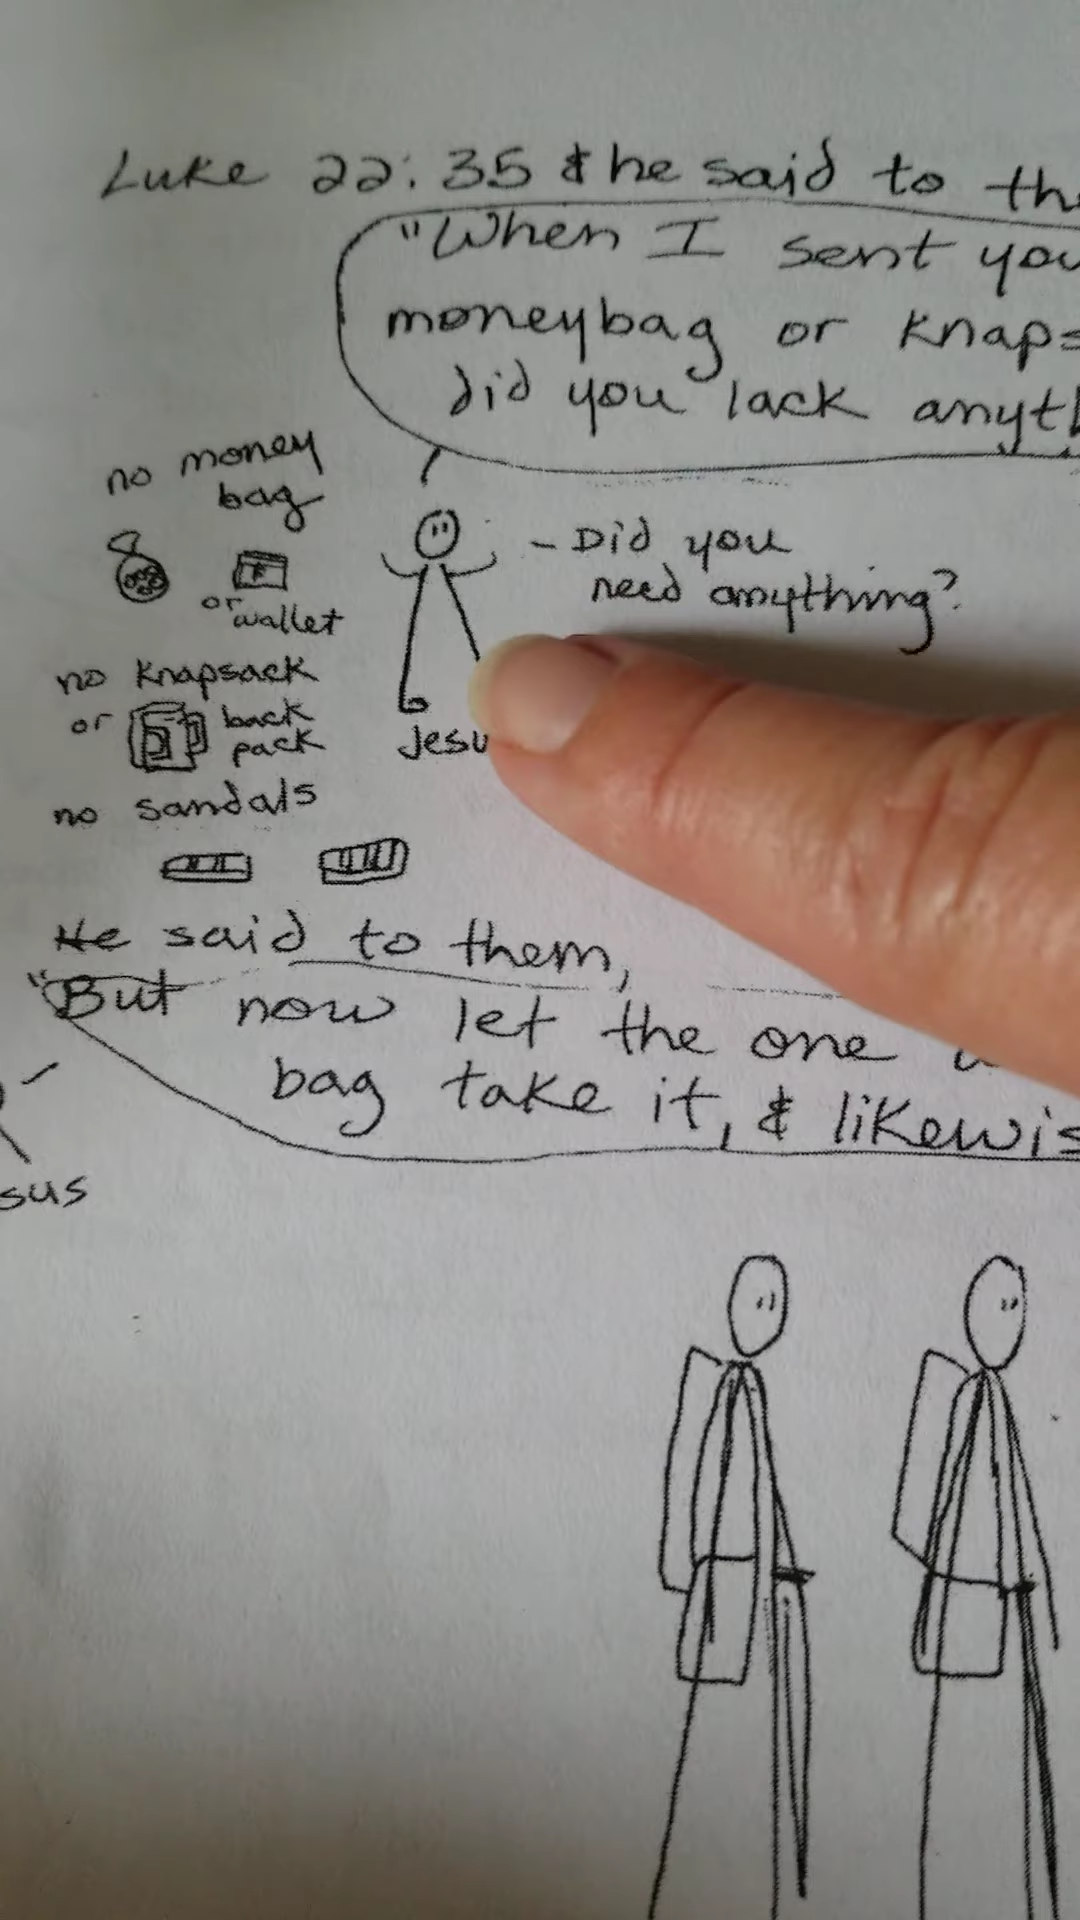 Luke 22:35 & he said to th
"When I sent you
moneybag or knaps
did you lack anyth
no money
bag
or
wallet
- Did you
need anything?
no knapsack
or back
pack
Jesu
no sandals
He said to them,
"But now let the one
bag take it, & likewis
sus